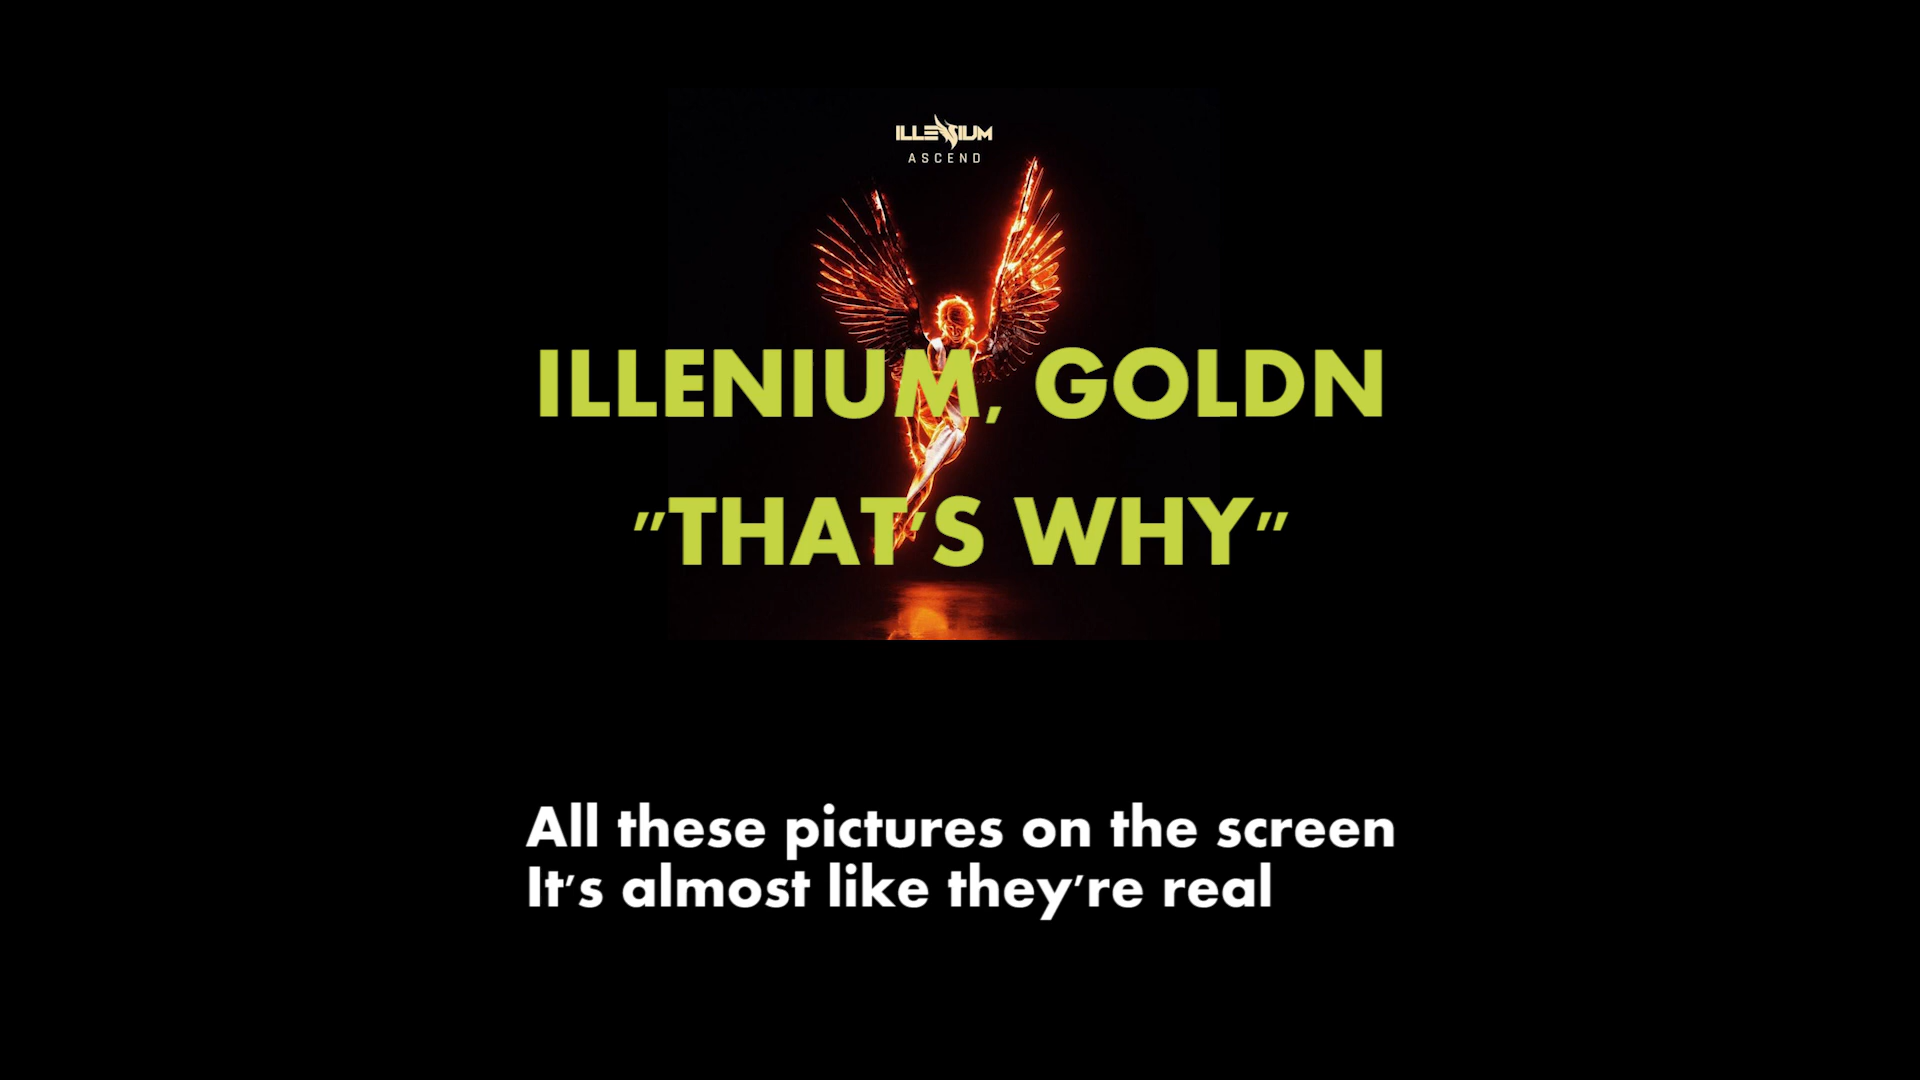 ILLENIUM
ASCEND
ILLENIUM, GOLDN
"THAT'S WHY"
All these pictures on the screen
It's almost like they're real